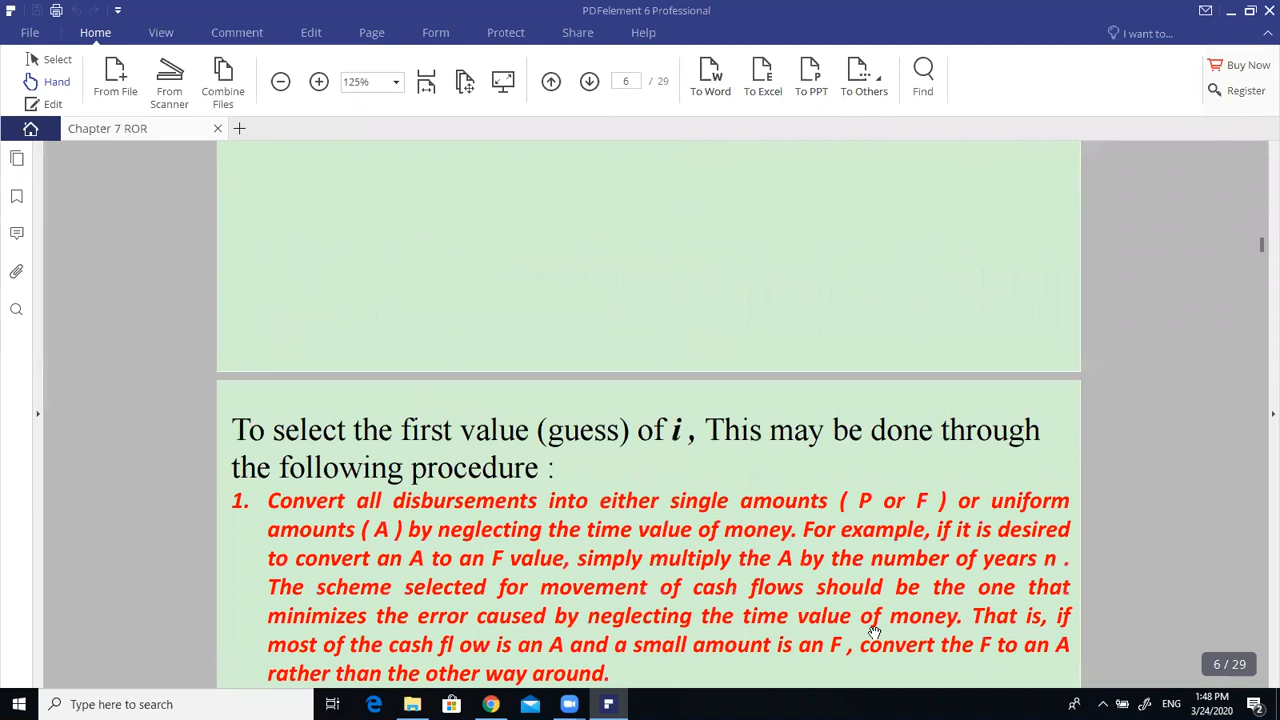 PDFelement 6 Professional
File Home View Comment Edit Page Form Protect Share Help I want to...
Select
Hand
Edit
From File
From Scanner
Combine Files
125%
6 / 29
To Word
To Excel
To PPT
To Others
Find
Buy Now
Register
Chapter 7 ROR
To select the first value (guess) of i , This may be done through
the following procedure :
1. Convert all disbursements into either single amounts ( P or F ) or uniform
amounts ( A ) by neglecting the time value of money. For example, if it is desired
to convert an A to an F value, simply multiply the A by the number of years n .
The scheme selected for movement of cash flows should be the one that
minimizes the error caused by neglecting the time value of money. That is, if
most of the cash fl ow is an A and a small amount is an F , convert the F to an A
rather than the other way around.
6 / 29
Type here to search
ENG
1:48 PM
3/24/2020
2